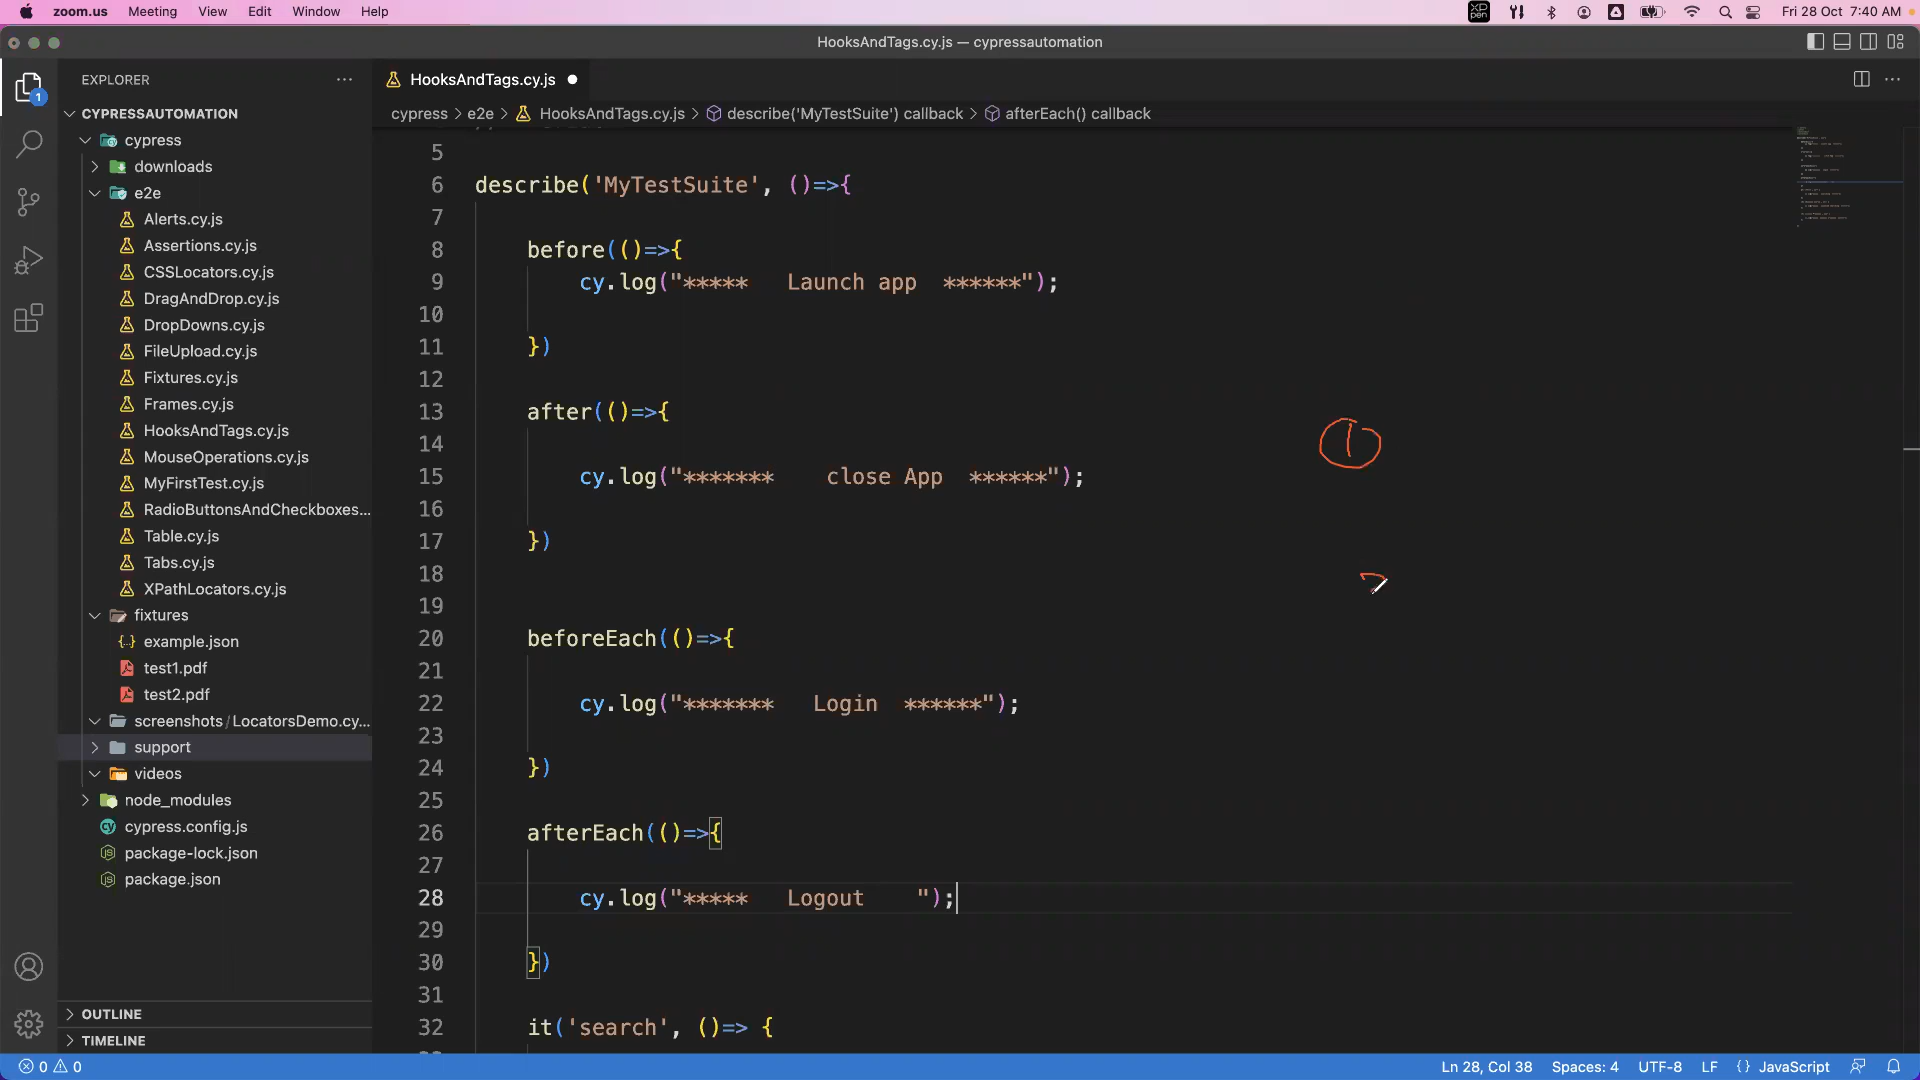 zoom.us Meeting View Edit Window Help
XP pen Fri 28 Oct 7:40 AM
HooksAndTags.cy.js — cypressautomation
EXPLORER
HooksAndTags.cy.js
1
CYPRESSAUTOMATION
cypress > e2e > HooksAndTags.cy.js > describe('MyTestSuite') callback > afterEach() callback
cypress
downloads
e2e
Alerts.cy.js
Assertions.cy.js
CSSLocators.cy.js
DragAndDrop.cy.js
DropDowns.cy.js
FileUpload.cy.js
Fixtures.cy.js
Frames.cy.js
HooksAndTags.cy.js
MouseOperations.cy.js
MyFirstTest.cy.js
RadioButtonsAndCheckboxes...
Table.cy.js
Tabs.cy.js
XPathLocators.cy.js
fixtures
example.json
test1.pdf
test2.pdf
screenshots / LocatorsDemo.cy...
support
videos
node_modules
cypress.config.js
package-lock.json
package.json
OUTLINE
TIMELINE
5
6 describe('MyTestSuite', ()=>{
7
8 before(()=>{
9 cy.log("***** Launch app ******");
10
11 })
12
13 after(()=>{
14
15 cy.log("******* close App ******");
16
17 })
18
19
20 beforeEach(()=>{
21
22 cy.log("******* Login ******");
23
24 })
25
26 afterEach(()=>{
27
28 cy.log("***** Logout ");
29
30 })
31
32 it('search', ()=> {
1
0 0 Ln 28, Col 38 Spaces: 4 UTF-8 LF {} JavaScript